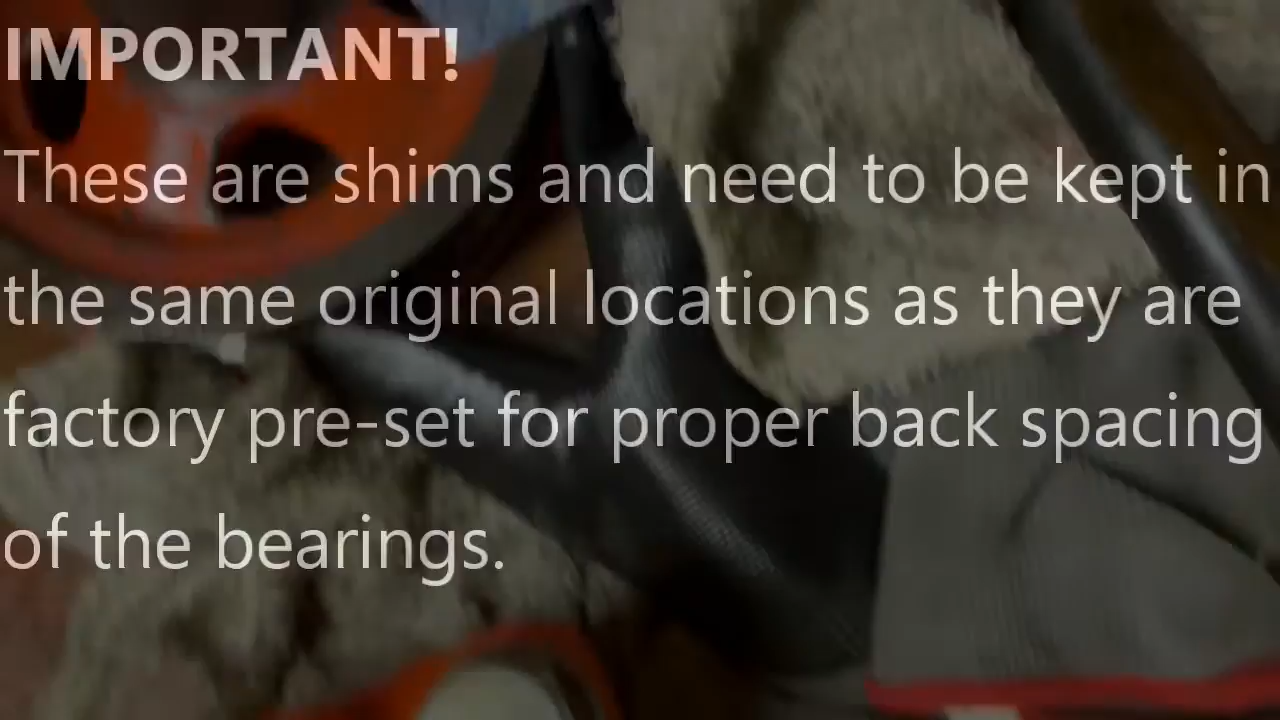 IMPORTANT!
These are shims and need to be kept in
the same original locations as they are
factory pre-set for proper back spacing
of the bearings.